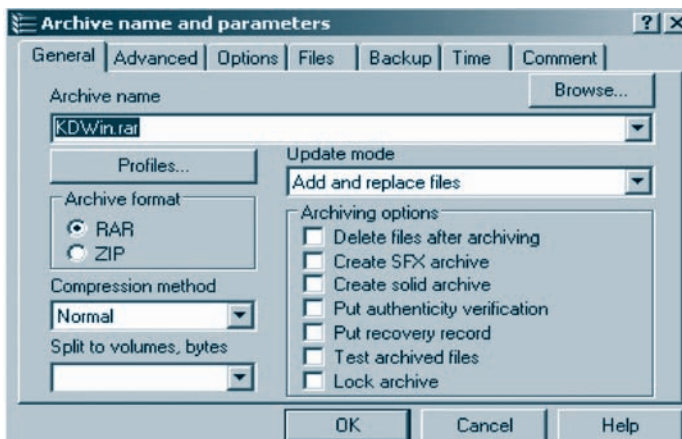 Archive name and parameters
General Advanced Options Files Backup Time Comment
Archive name
Browse...
KDWin.rar
Profiles...
Update mode
Add and replace files
Archive format
RAR
ZIP
Compression method
Normal
Split to volumes, bytes
Archiving options
Delete files after archiving
Create SFX archive
Create solid archive
Put authenticity verification
Put recovery record
Test archived files
Lock archive
OK Cancel Help